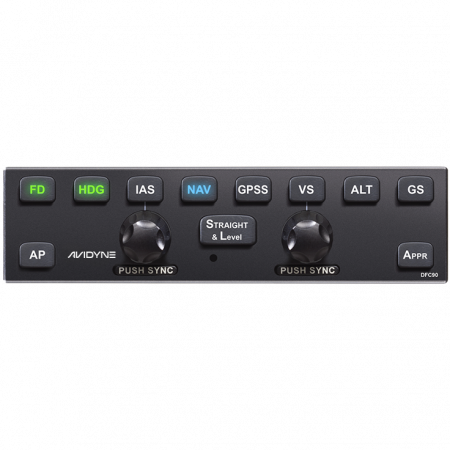 FD HDG IAS NAV GPSS VS ALT GS
STRAIGHT
& LEVEL
AP AVIDYNE APPR
PUSH SYNC PUSH SYNC
DFC90